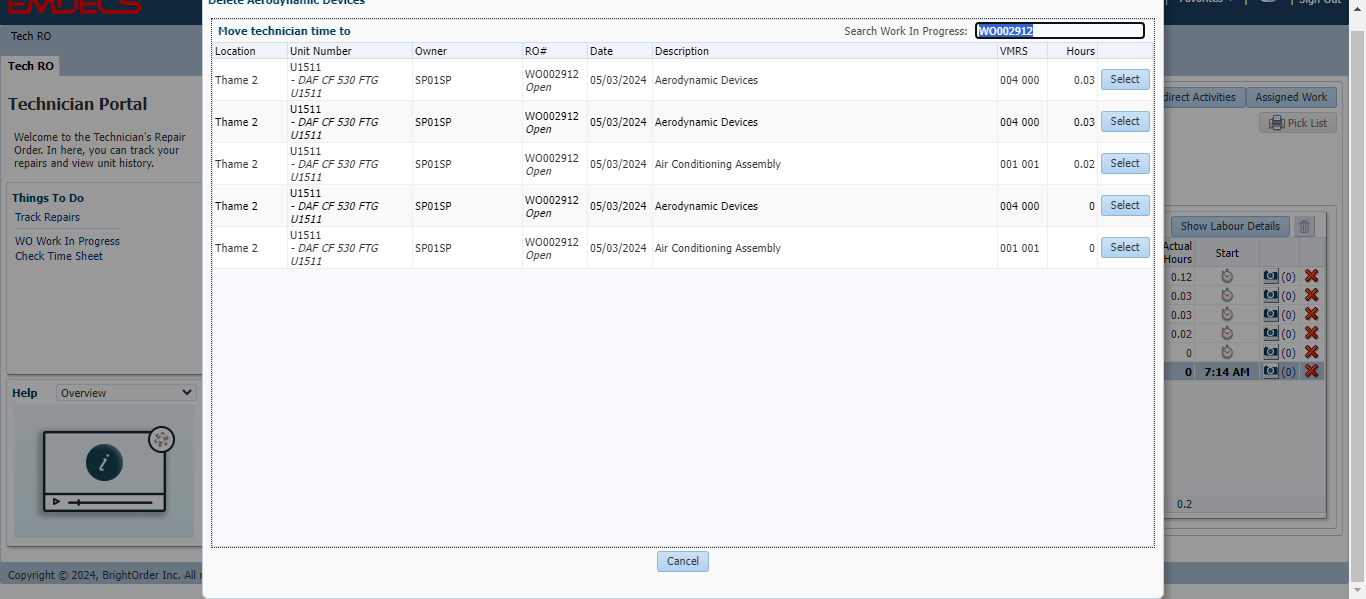 EMDECS
Favorites
Sign Out
Tech RO
Tech RO
Technician Portal
Welcome to the Technician's Repair
Order. In here, you can track your
repairs and view unit history.
Things To Do
Track Repairs
WO Work In Progress
Check Time Sheet
Help Overview
i
Copyright © 2024, BrightOrder Inc. All
Delete Aerodynamic Devices
Move technician time to Search Work In Progress: WO002912
Location Unit Number Owner RO# Date Description VMRS Hours
Thame 2 U1511 - DAF CF 530 FTG U1511 SP01SP WO002912 Open 05/03/2024 Aerodynamic Devices 004 000 0.03 Select
Thame 2 U1511 - DAF CF 530 FTG U1511 SP01SP WO002912 Open 05/03/2024 Aerodynamic Devices 004 000 0.03 Select
Thame 2 U1511 - DAF CF 530 FTG U1511 SP01SP WO002912 Open 05/03/2024 Air Conditioning Assembly 001 001 0.02 Select
Thame 2 U1511 - DAF CF 530 FTG U1511 SP01SP WO002912 Open 05/03/2024 Aerodynamic Devices 004 000 0 Select
Thame 2 U1511 - DAF CF 530 FTG U1511 SP01SP WO002912 Open 05/03/2024 Air Conditioning Assembly 001 001 0 Select
Cancel
direct Activities Assigned Work
Pick List
Show Labour Details
Actual Hours Start
0.12 (0)
0.03 (0)
0.03 (0)
0.02 (0)
0 (0)
0 7:14 AM (0)
0.2